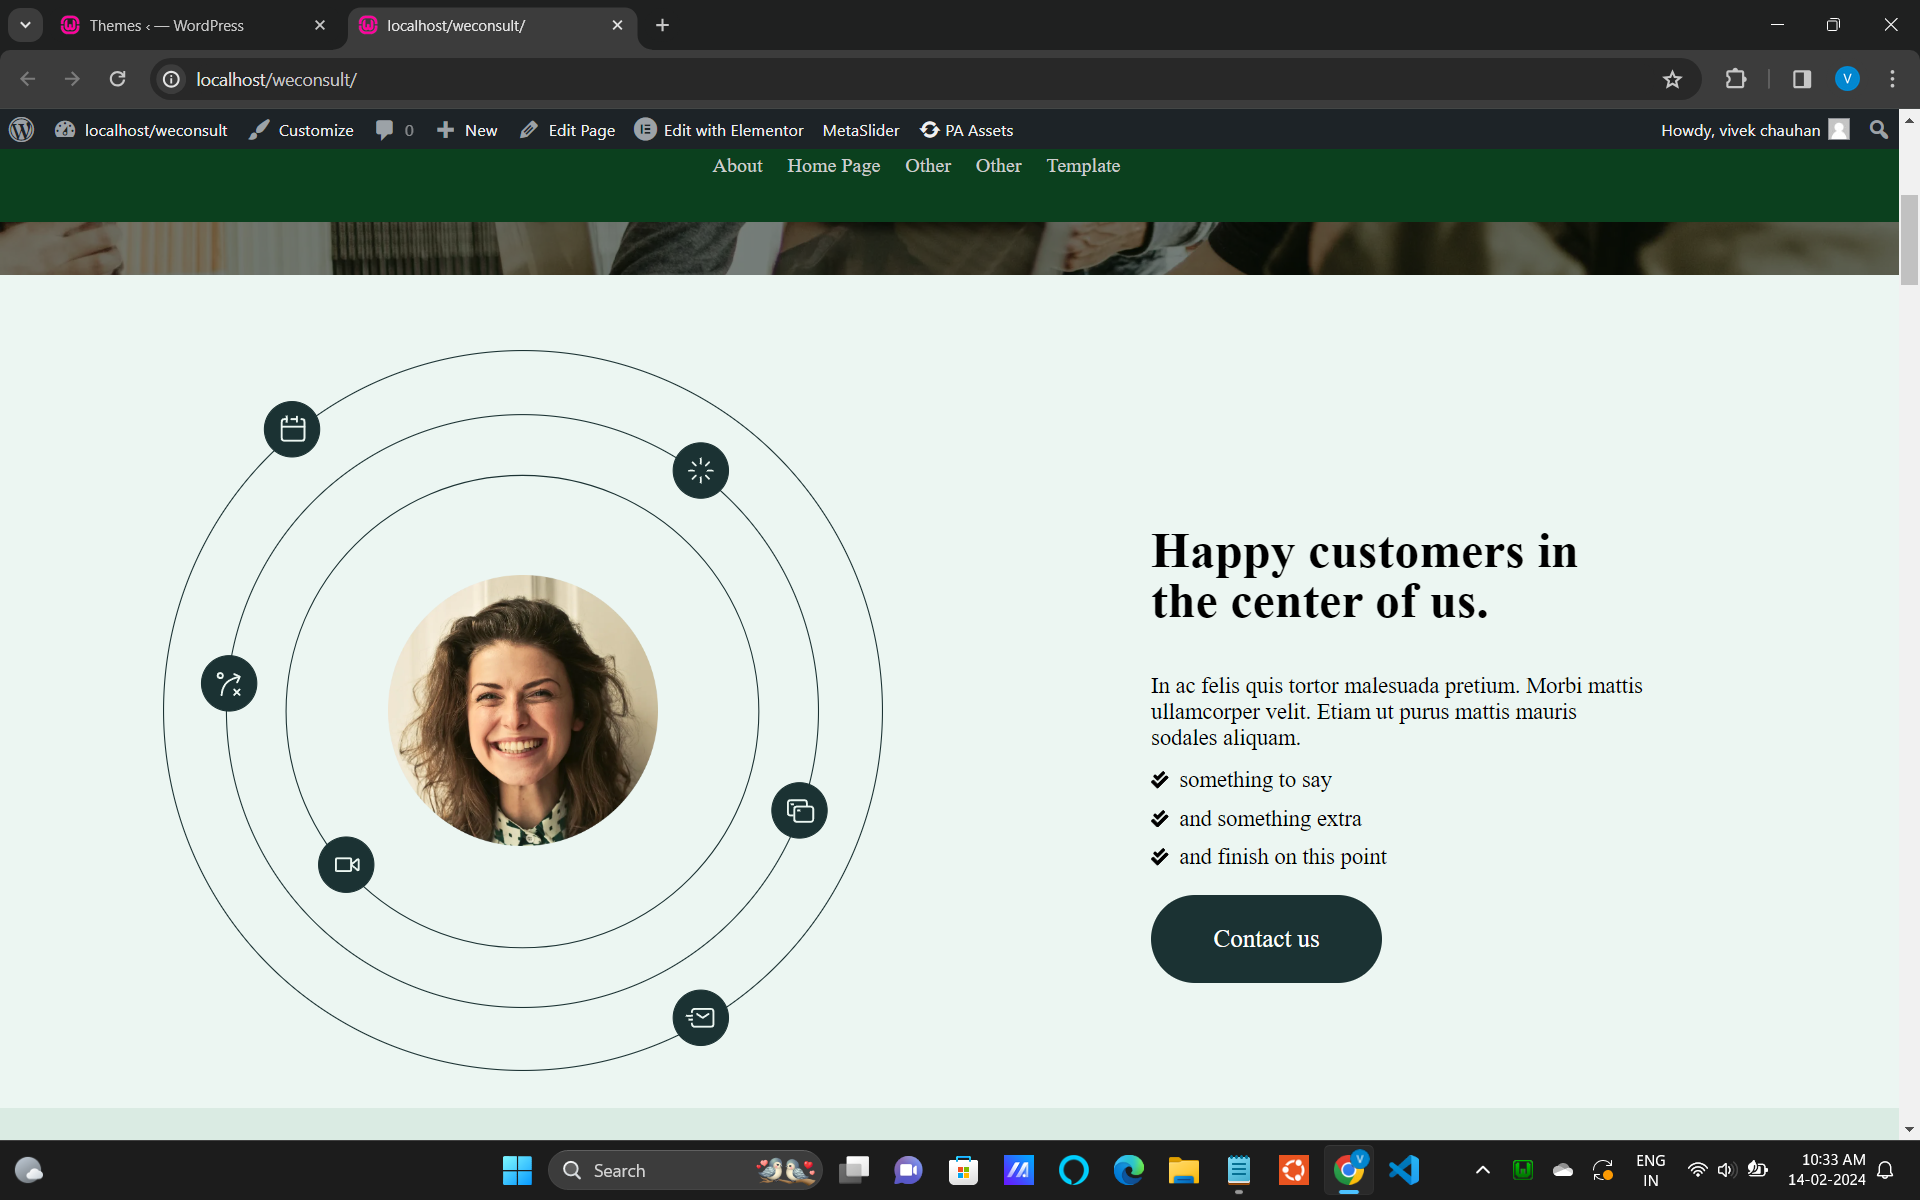 Themes ‹ — WordPress
localhost/weconsult/
localhost/weconsult/
localhost/weconsult
Customize
0
New
Edit Page
Edit with Elementor
MetaSlider
PA Assets
Howdy, vivek chauhan
V
About Home Page Other Other Template
Happy customers in
the center of us.
In ac felis quis tortor malesuada pretium. Morbi mattis
ullamcorper velit. Etiam ut purus mattis mauris
sodales aliquam.
something to say
and something extra
and finish on this point
Contact us
Search
V
ENG
IN
10:33 AM
14-02-2024